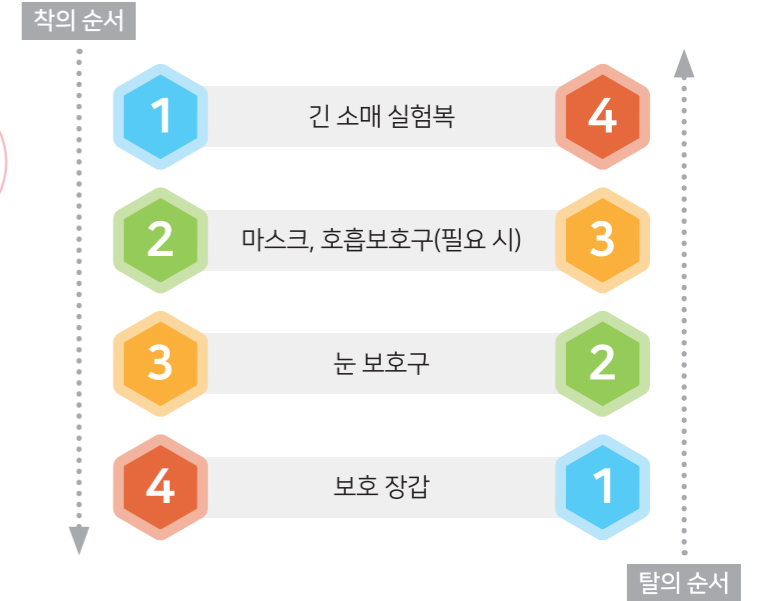 착의 순서
1 긴 소매 실험복 4
2 마스크, 호흡보호구(필요 시) 3
3 눈 보호구 2
4 보호 장갑 1
탈의 순서